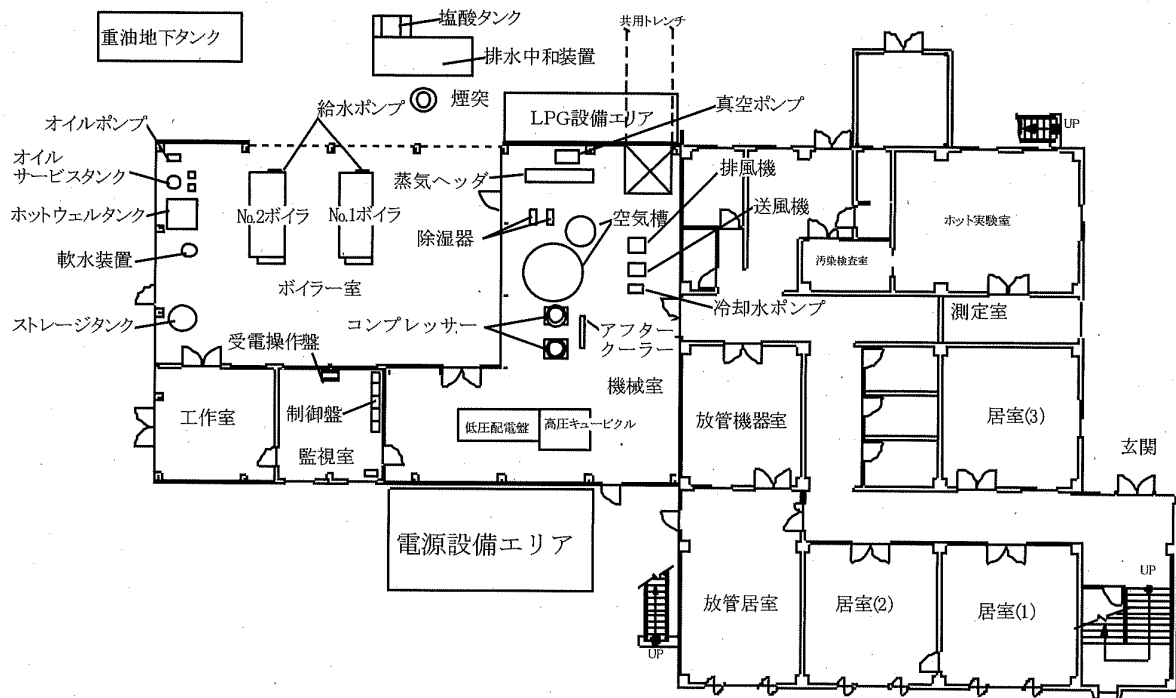 塩酸タンク
共用トレンチ
重油地下タンク
排水中和装置
煙突
給水ポンプ
LPG設備エリア
真空ポンプ
UP
オイルポンプ
オイル
サービスタンク
蒸気ヘッダ
排風機
ホットウェルタンク
No.2ボイラ
No.1ボイラ
空気槽
送風機
ホット実験室
除湿器
軟水装置
汚染検査室
ボイラー室
冷却水ポンプ
測定室
ストレージタンク
コンプレッサー
アフター
クーラー
受電操作盤
機械室
工作室
制御盤
低圧配電盤
高圧キュービクル
放管機器室
居室(3)
玄関
監視室
電源設備エリア
UP
放管居室
居室(2)
居室(1)
UP